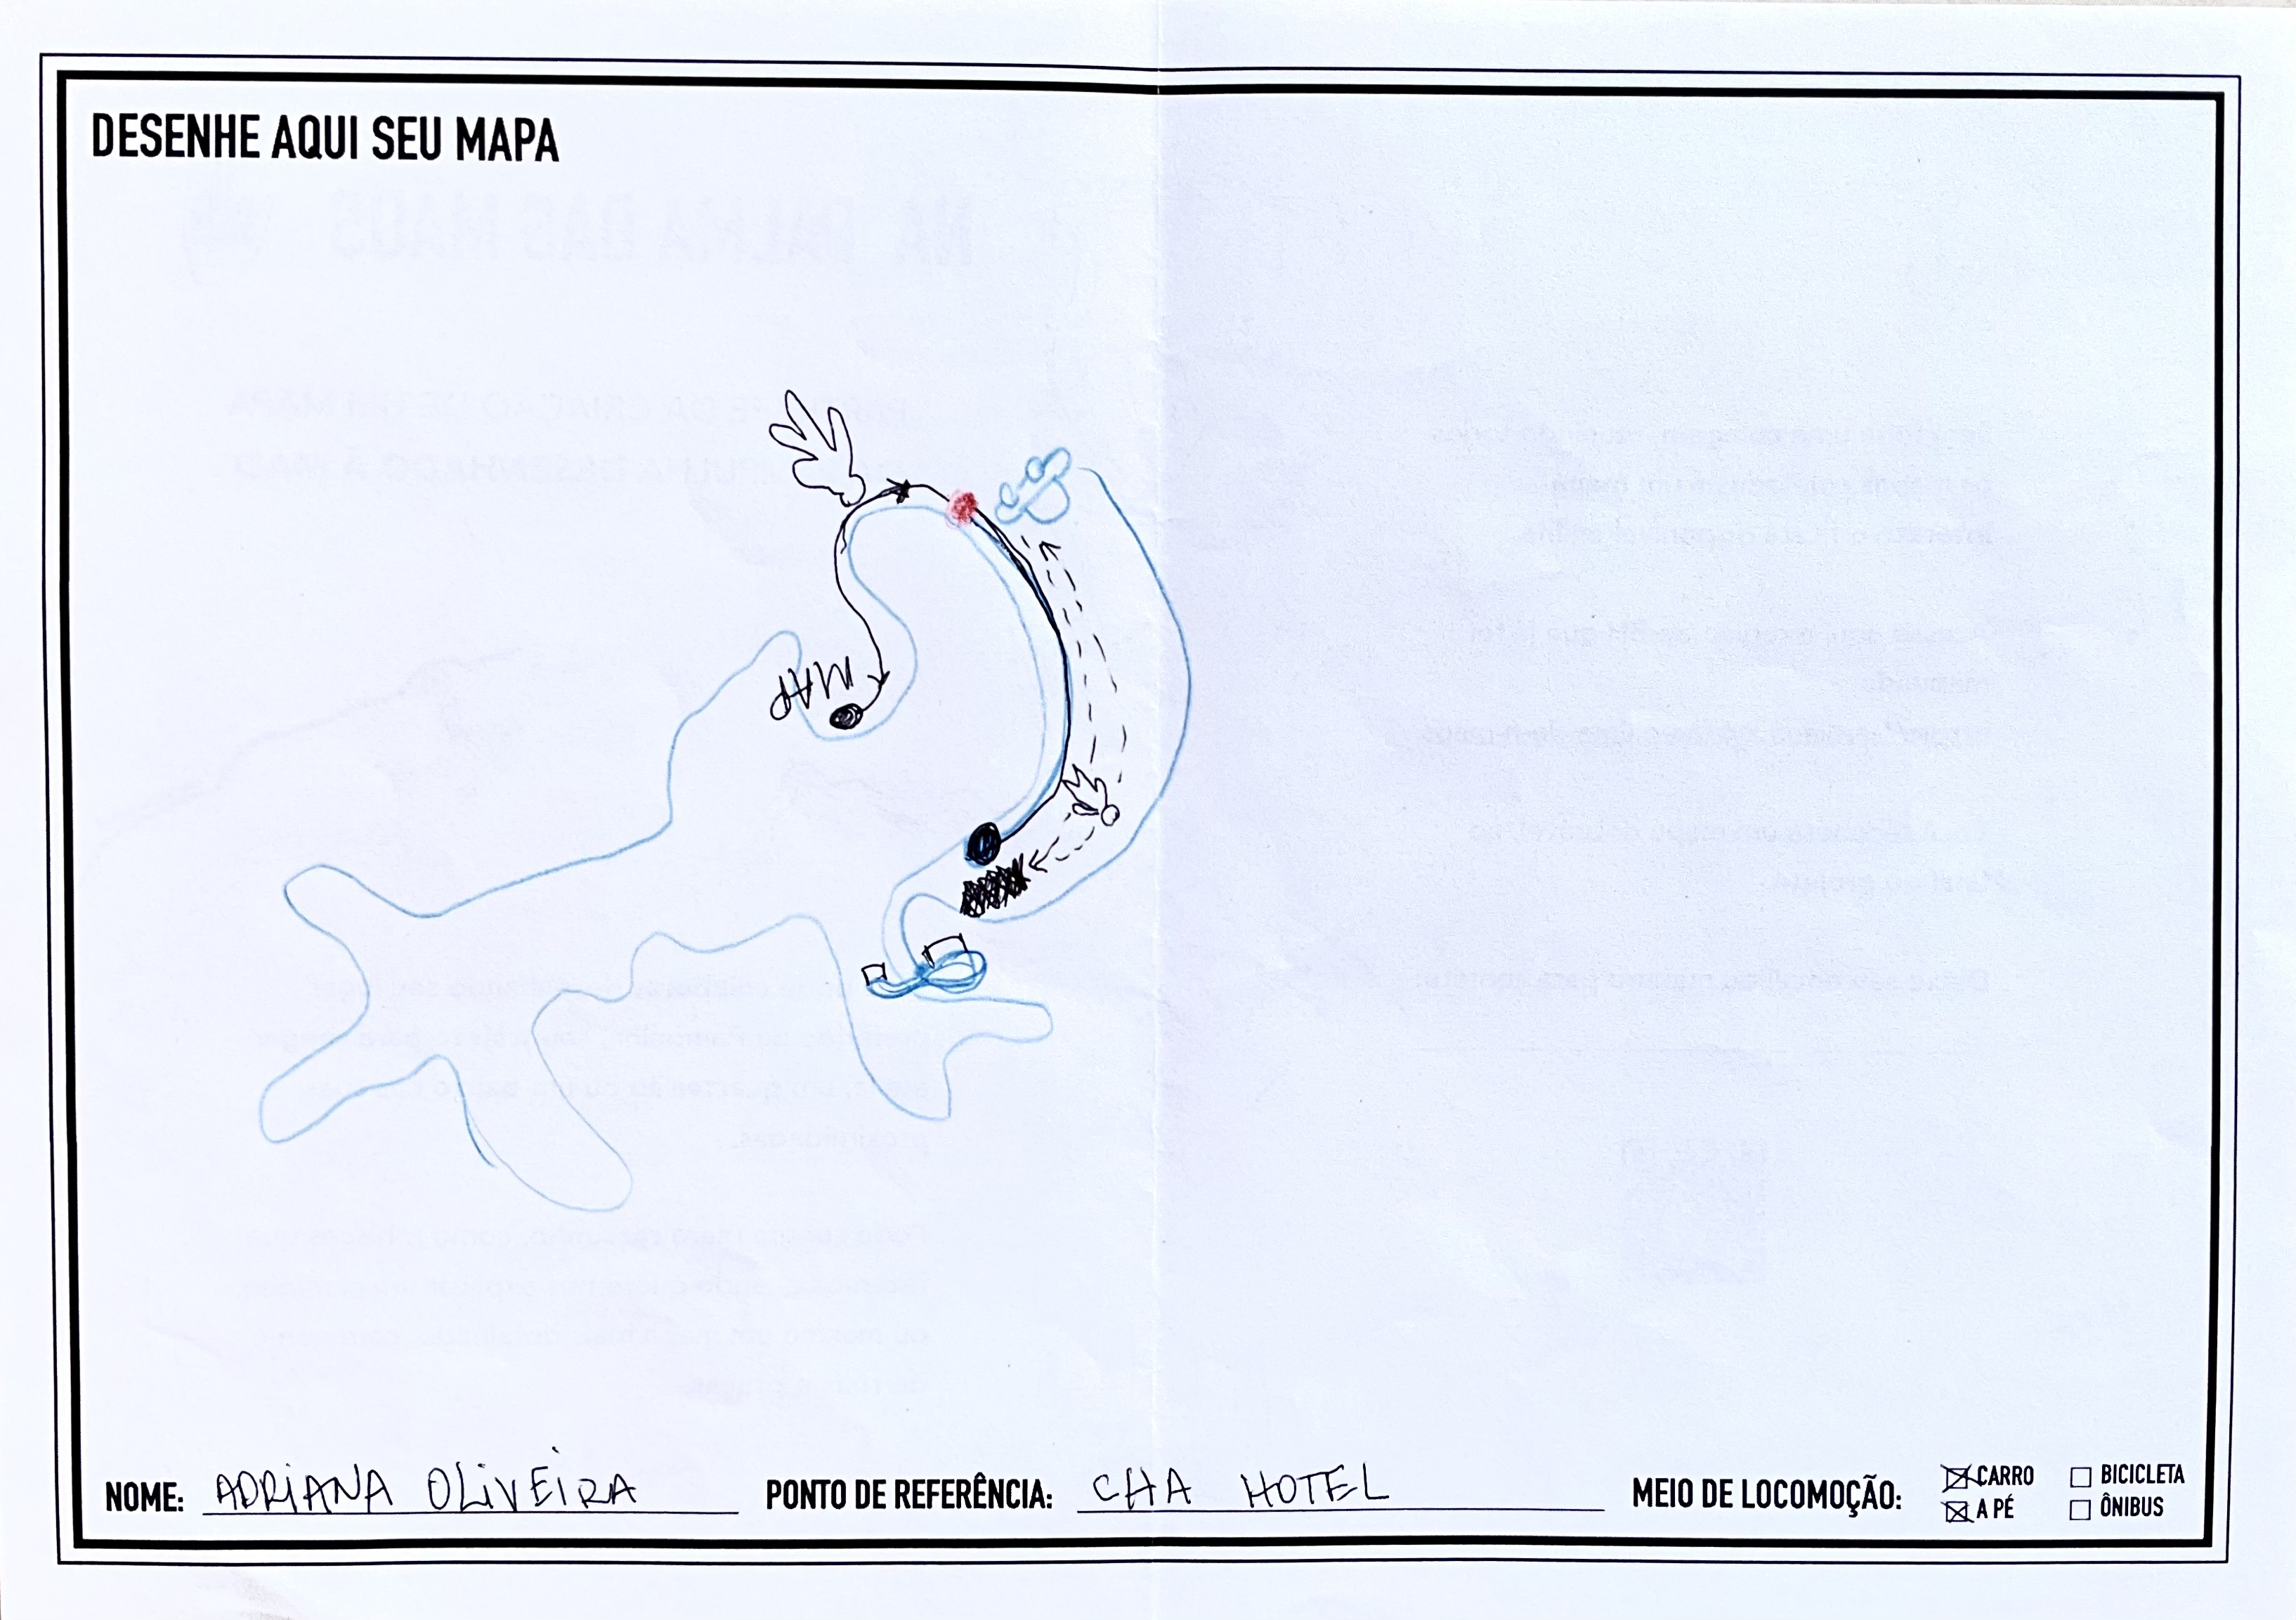 DESENHE AQUI SEU MAPA
MAP
NOME: ADRIANA OLIVEIRA PONTO DE REFERÊNCIA: CHA HOTEL MEIO DE LOCOMOÇÃO: CARRO BICICLETA
A PÉ ÔNIBUS